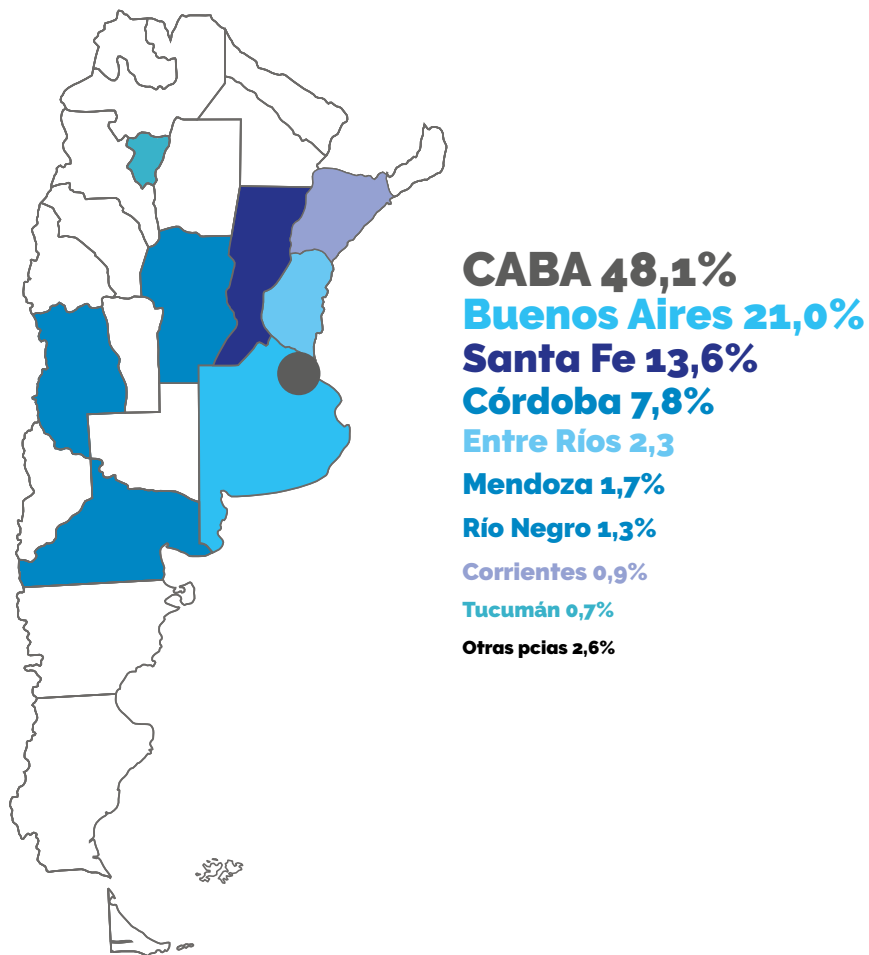 CABA 48,1%
Buenos Aires 21,0%
Santa Fe 13,6%
Córdoba 7,8%
Entre Ríos 2,3
Mendoza 1,7%
Río Negro 1,3%
Corrientes 0,9%
Tucumán 0,7%
Otras pcias 2,6%